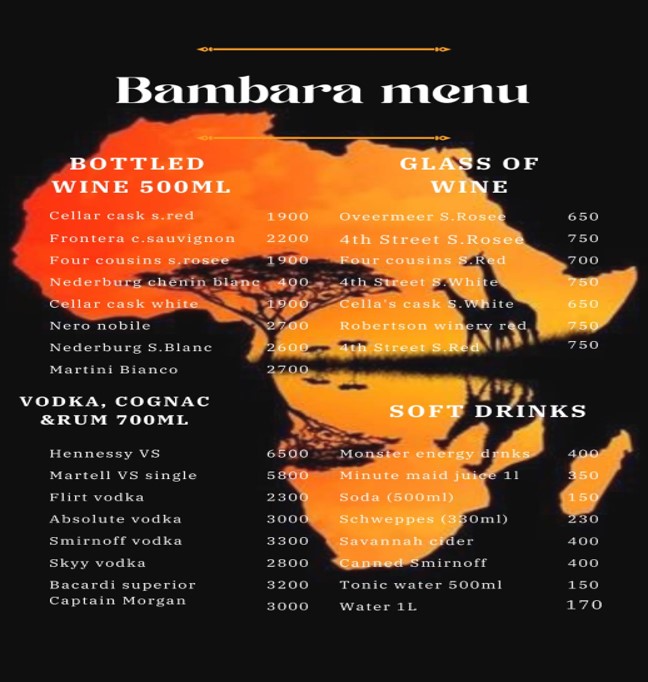 Bambara menu
BOTTLED
WINE 500ML
Cellar cask s.red 1900
Frontera c.sauvignon 2200
Four cousins s.rosee 1900
Nederburg chenin blanc 400
Cellar cask white 1900
Nero nobile 2700
Nederburg S.Blanc 2600
Martini Bianco 2700
GLASS OF
WINE
Oveermeer S.Rosee 650
4th Street S.Rosee 750
Four cousins S.Red 700
4th Street S.White 750
Cella's cask S.White 650
Robertson winery red 750
4th Street S.Red 750
VODKA, COGNAC
&RUM 700ML
Hennessy VS 6500
Martell VS single 5800
Flirt vodka 2300
Absolute vodka 3000
Smirnoff vodka 3300
Skyy vodka 2800
Bacardi superior 3200
Captain Morgan 3000
SOFT DRINKS
Monster energy drnks 400
Minute maid juice 1l 350
Soda (500ml) 150
Schweppes (330ml) 230
Savannah cider 400
Canned Smirnoff 400
Tonic water 500ml 150
Water 1L 170